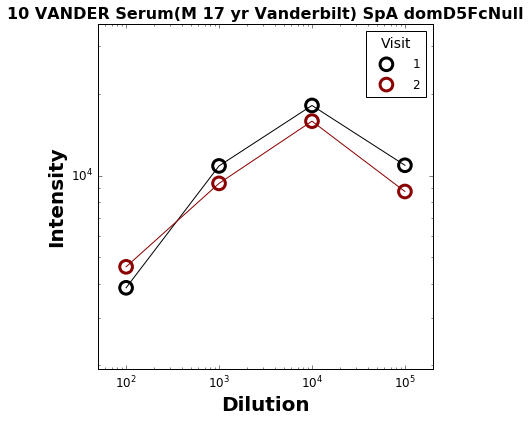 10 VANDER Serum(M 17 yr Vanderbilt) SpA domD5FcNull
Visit
1
2
Intensity
10^4
10^2 10^3 10^4 10^5
Dilution